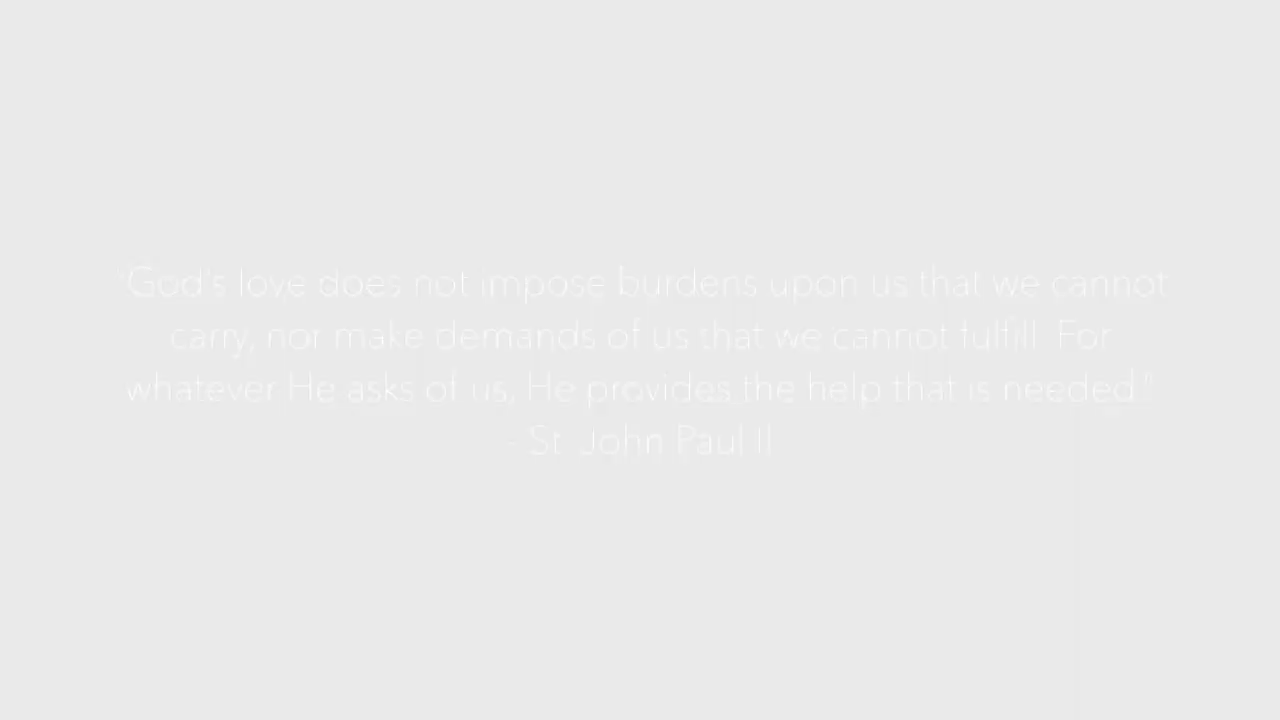 "God's love does not impose burdens upon us that we cannot
carry, nor make demands of us that we cannot fulfill. For
whatever He asks of us, He provides the help that is needed."
- St. John Paul II